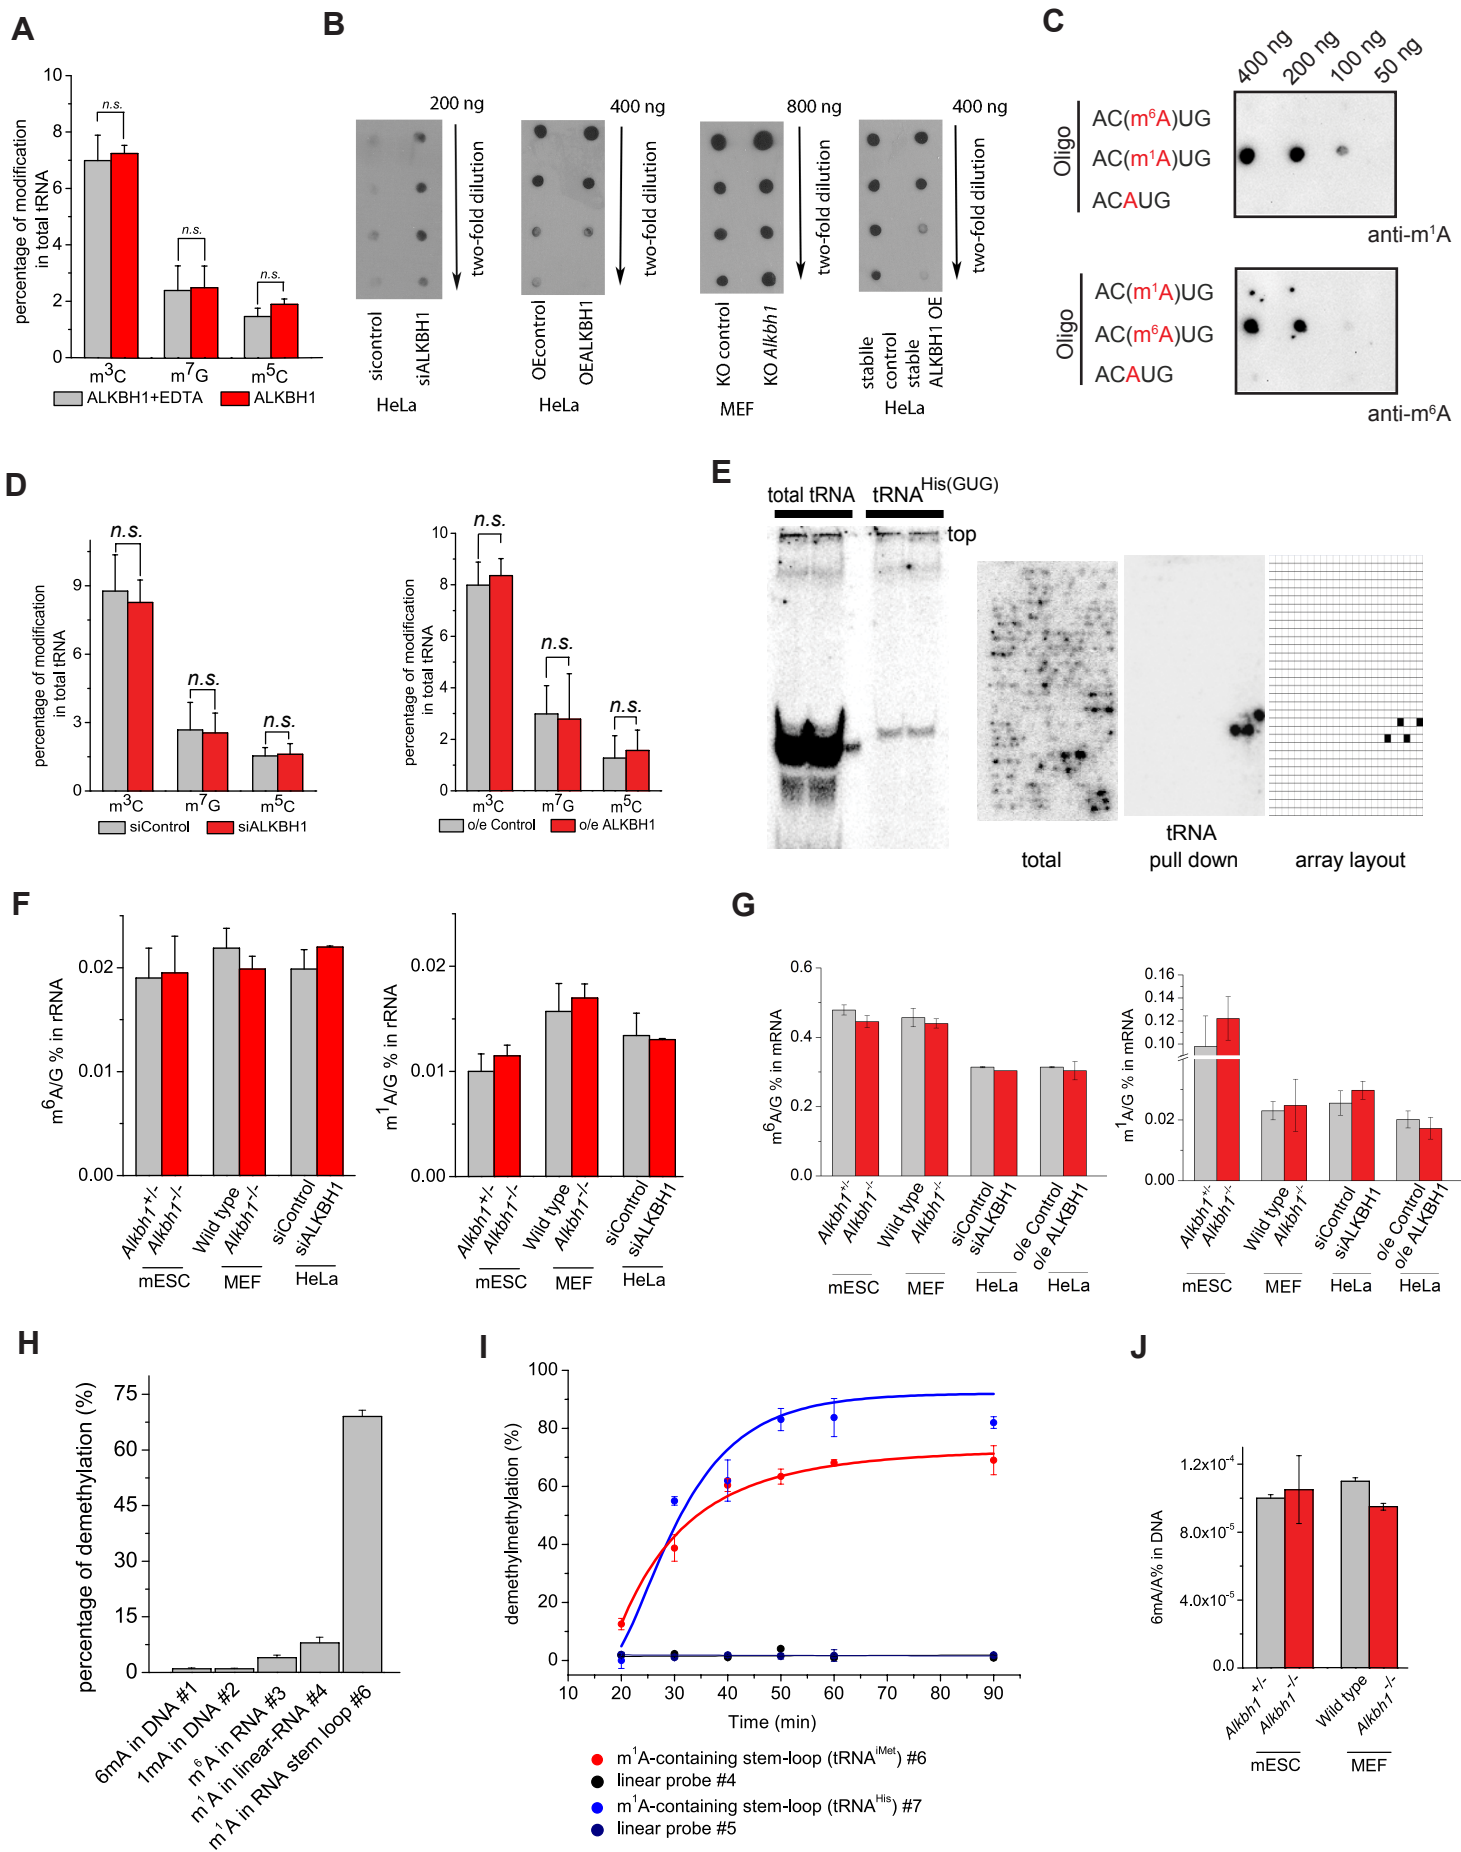 A
percentage of modification
in total tRNA
10
8
6
4
2
0
n.s.
n.s.
n.s.
m³C
m⁷G
m⁵C
ALKBH1+EDTA
ALKBH1
B
200 ng
two-fold dilution
sicontrol
siALKBH1
HeLa
400 ng
two-fold dilution
OEcontrol
OEALKBH1
HeLa
800 ng
two-fold dilution
KO control
KO Alkbh1
MEF
400 ng
two-fold dilution
stablle
control
stable
ALKBH1 OE
HeLa
C
400 ng
200 ng
100 ng
50 ng
Oligo
AC(m⁶A)UG
AC(m¹A)UG
ACAUG
anti-m¹A
Oligo
AC(m¹A)UG
AC(m⁶A)UG
ACAUG
anti-m⁶A
D
percentage of modification
in total tRNA
9
6
3
0
n.s.
n.s.
n.s.
m³C
m⁷G
m⁵C
siControl
siALKBH1
percentage of modification
in total tRNA
10
8
6
4
2
0
n.s.
n.s.
n.s.
m³C
m⁷G
m⁵C
o/e Control
o/e ALKBH1
E
total tRNA
tRNA His(GUG)
top
total
tRNA
pull down
array layout
F
m⁶A/G % in rRNA
0.02
0.01
0.00
Alkbh1+/-
Alkbh1-/-
Wild type
Alkbh1-/-
siControl
siALKBH1
mESC
MEF
HeLa
m¹A/G % in rRNA
0.02
0.01
0.00
Alkbh1+/-
Alkbh1-/-
Wild type
Alkbh1-/-
siControl
siALKBH1
mESC
MEF
HeLa
G
m⁶A/G % in mRNA
0.6
0.4
0.2
0.0
Alkbh1+/-
Alkbh1-/-
Wild type
Alkbh1-/-
siControl
siALKBH1
o/e Control
o/e ALKBH1
mESC
MEF
HeLa
HeLa
m¹A/G % in mRNA
0.16
0.14
0.12
0.10
0.02
0.00
Alkbh1+/-
Alkbh1-/-
Wild type
Alkbh1-/-
siControl
siALKBH1
o/e Control
o/e ALKBH1
mESC
MEF
HeLa
HeLa
H
percentage of demethylation (%)
75
60
45
30
15
0
6mA in DNA #1
1mA in DNA #2
m⁶A in RNA #3
m¹A in linear-RNA #4
m¹A in RNA stem loop #6
I
demethylmethylation (%)
100
80
60
40
20
0
10
20
30
40
50
60
70
80
90
Time (min)
m¹A-containing stem-loop (tRNA iMet) #6
linear probe #4
m¹A-containing stem-loop (tRNA His) #7
linear probe #5
J
6mA/A% in DNA
1.2x10⁻⁴
8.0x10⁻⁵
4.0x10⁻⁵
0.0
Alkbh1+/-
Alkbh1-/-
Wild type
Alkbh1-/-
mESC
MEF